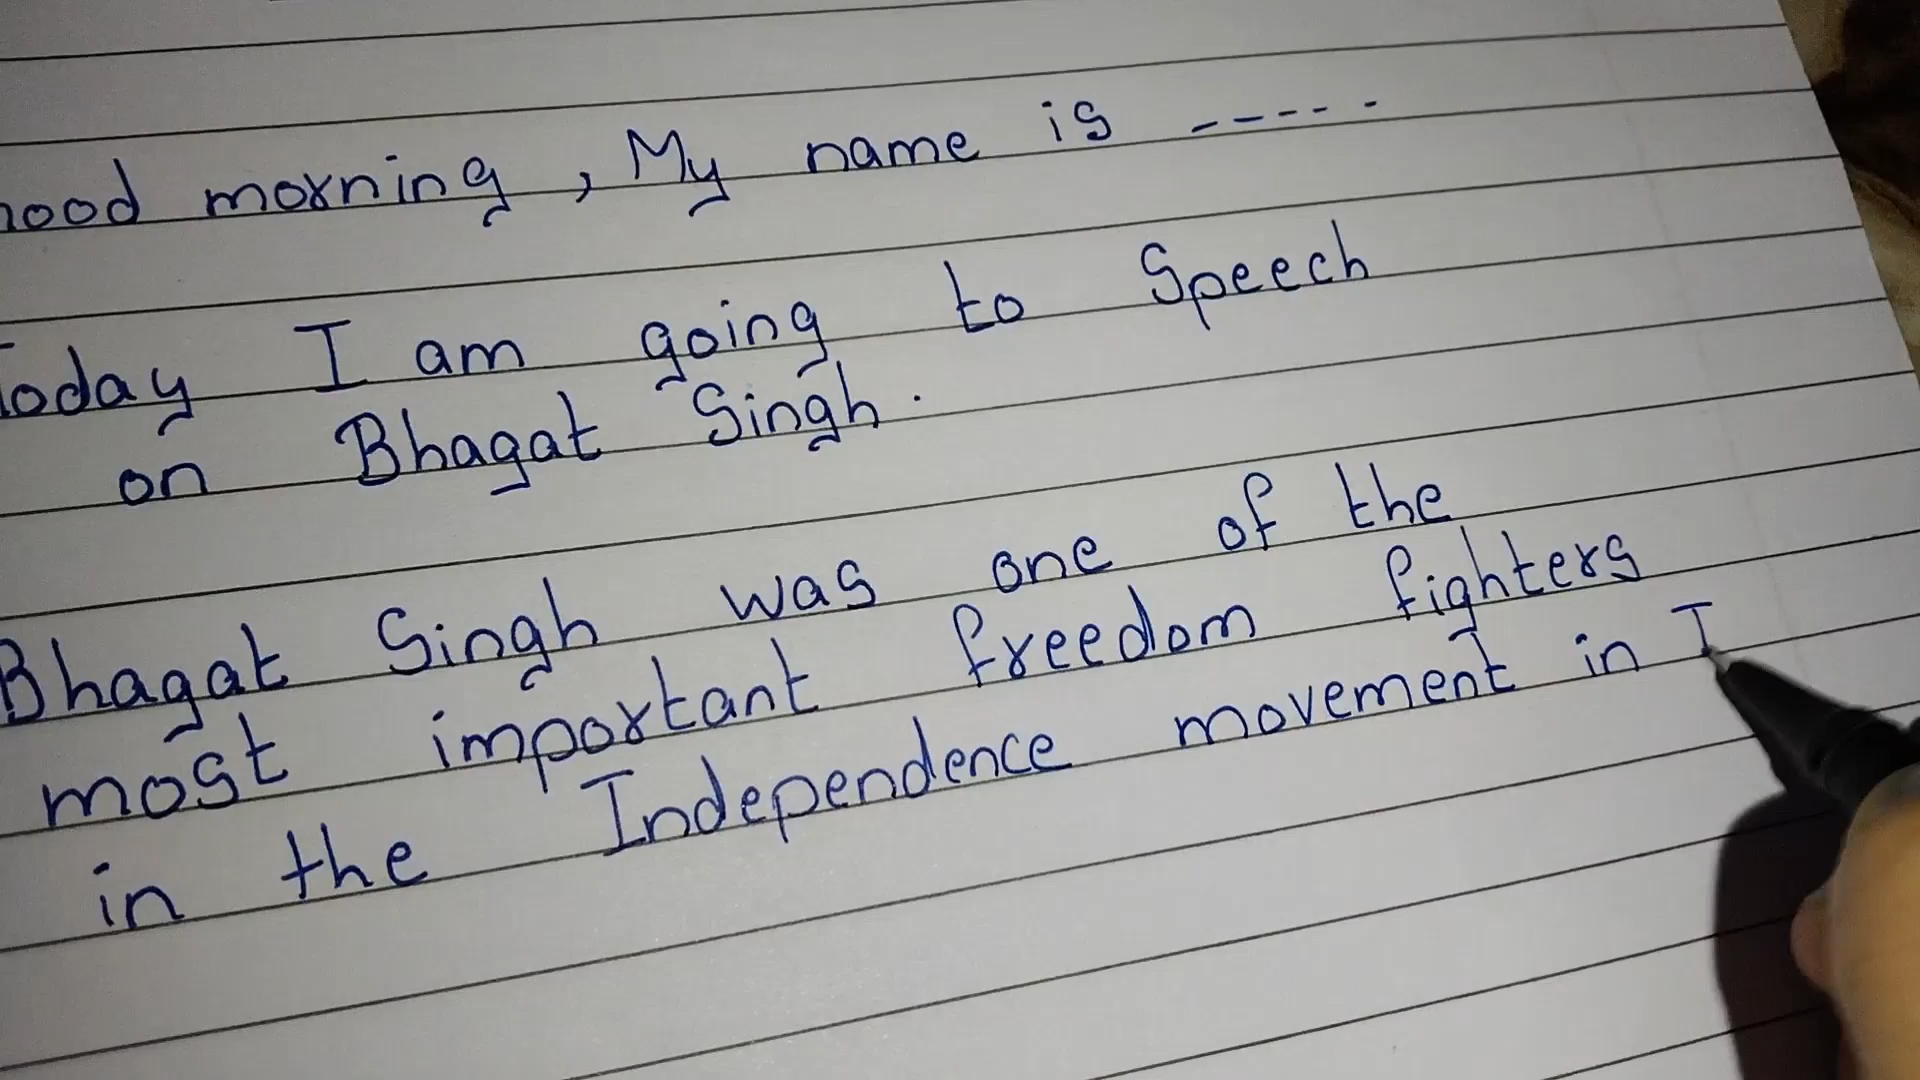 Good morning, My name is -----
Today I am going to Speech
on Bhagat Singh.
Bhagat Singh was one of the
most important freedom fighters
in the Independence movement in I